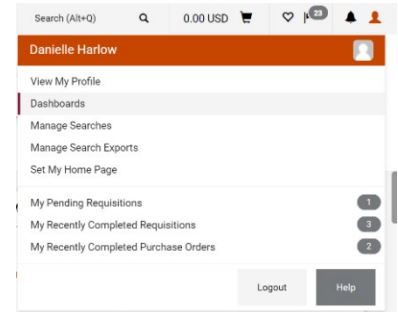 Search (Alt+Q) 0.00 USD 23
Danielle Harlow
View My Profile
Dashboards
Manage Searches
Manage Search Exports
Set My Home Page
My Pending Requisitions 1
My Recently Completed Requisitions 3
My Recently Completed Purchase Orders 2
Logout Help